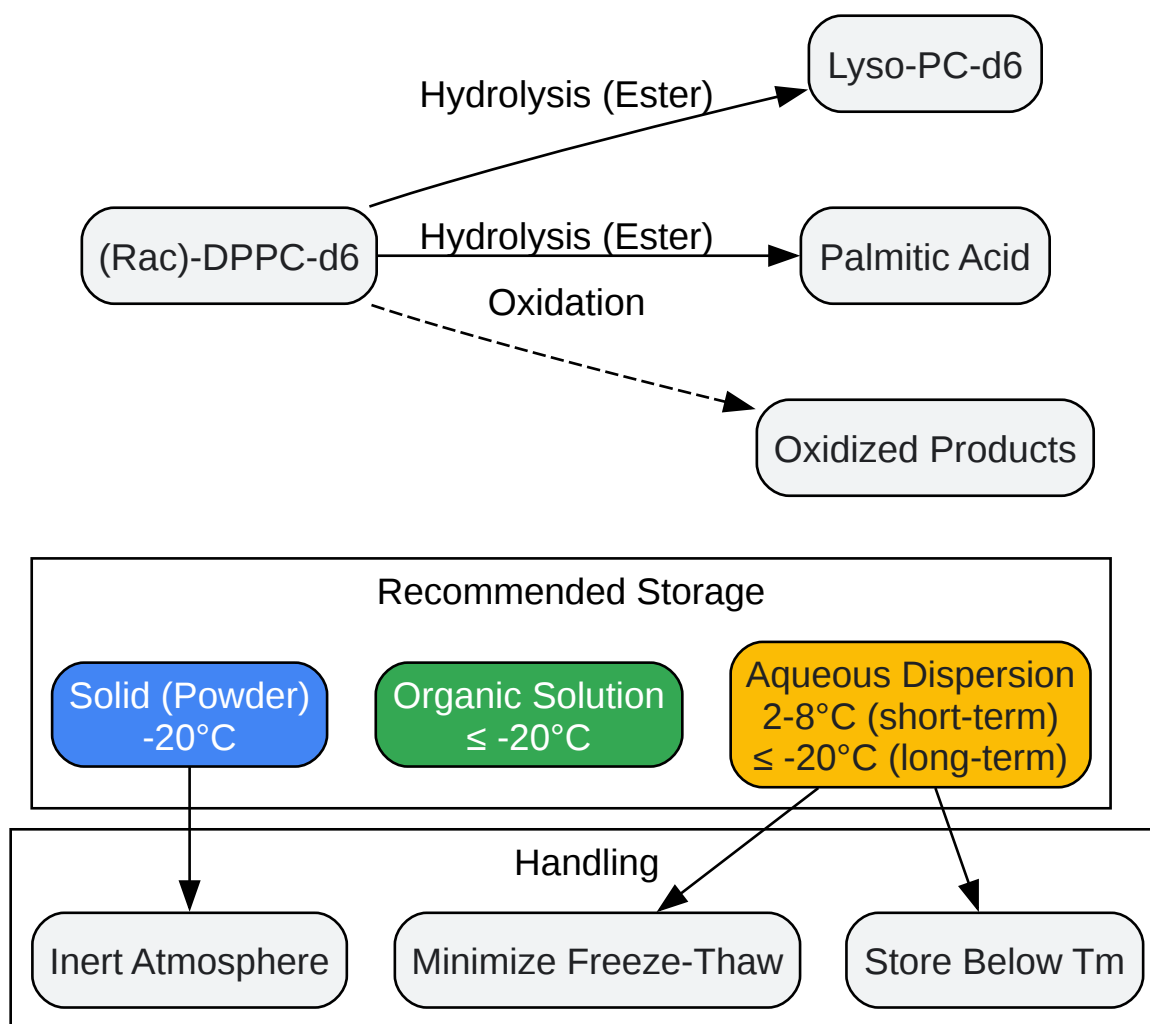 Lyso-PC-d6
Hydrolysis (Ester)
(Rac)-DPPC-d6
Hydrolysis (Ester)
Palmitic Acid
Oxidation
Oxidized Products
Recommended Storage
Solid (Powder)
-20°C
Organic Solution
≤ -20°C
Aqueous Dispersion
2-8°C (short-term)
≤ -20°C (long-term)
Handling
Inert Atmosphere
Minimize Freeze-Thaw
Store Below Tm